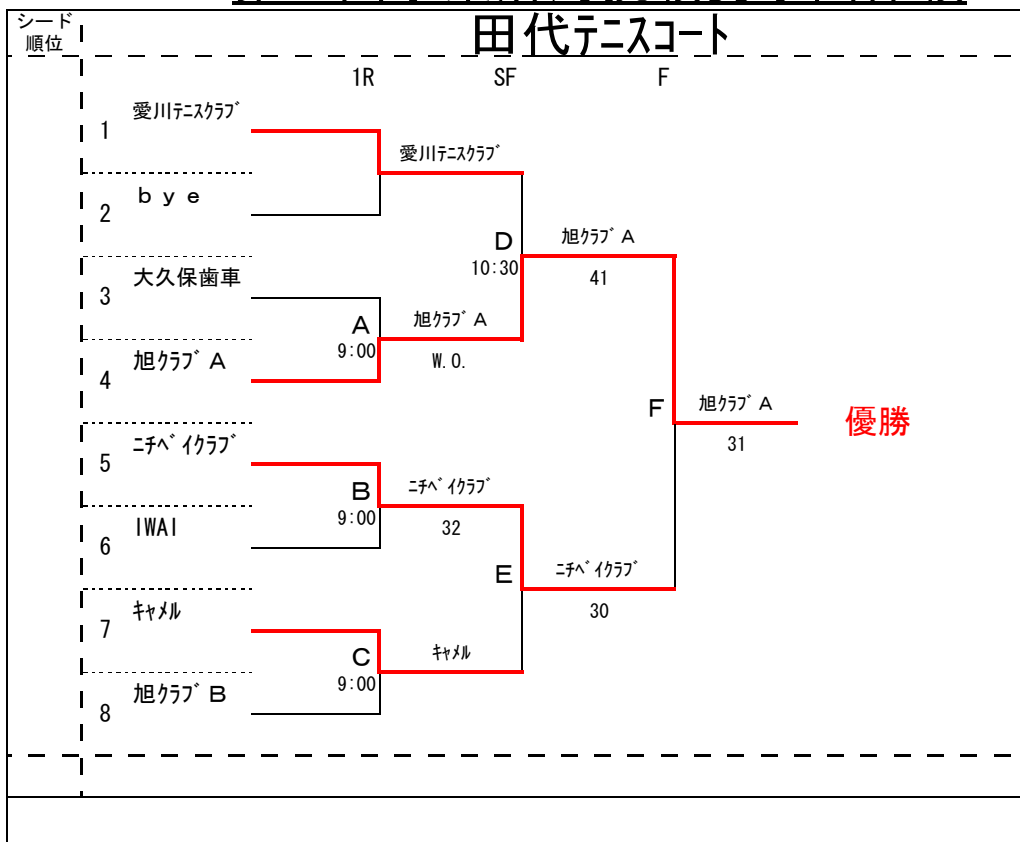 シード
順位
田代テニスコート
1R SF F
1 愛川ﾃﾆｽｸﾗﾌﾞ
愛川ﾃﾆｽｸﾗﾌﾞ
2 ｂｙｅ
D 旭ｸﾗﾌﾞＡ
10:30 41
3 大久保歯車
A 旭ｸﾗﾌﾞＡ
9:00 W.O.
4 旭ｸﾗﾌﾞＡ
F 旭ｸﾗﾌﾞＡ 優勝
31
5 ﾆﾁﾍﾞｲｸﾗﾌﾞ
B ﾆﾁﾍﾞｲｸﾗﾌﾞ
9:00 32
6 IWAI
E ﾆﾁﾍﾞｲｸﾗﾌﾞ
30
7 ｷｬﾒﾙ
C ｷｬﾒﾙ
9:00
8 旭ｸﾗﾌﾞＢ